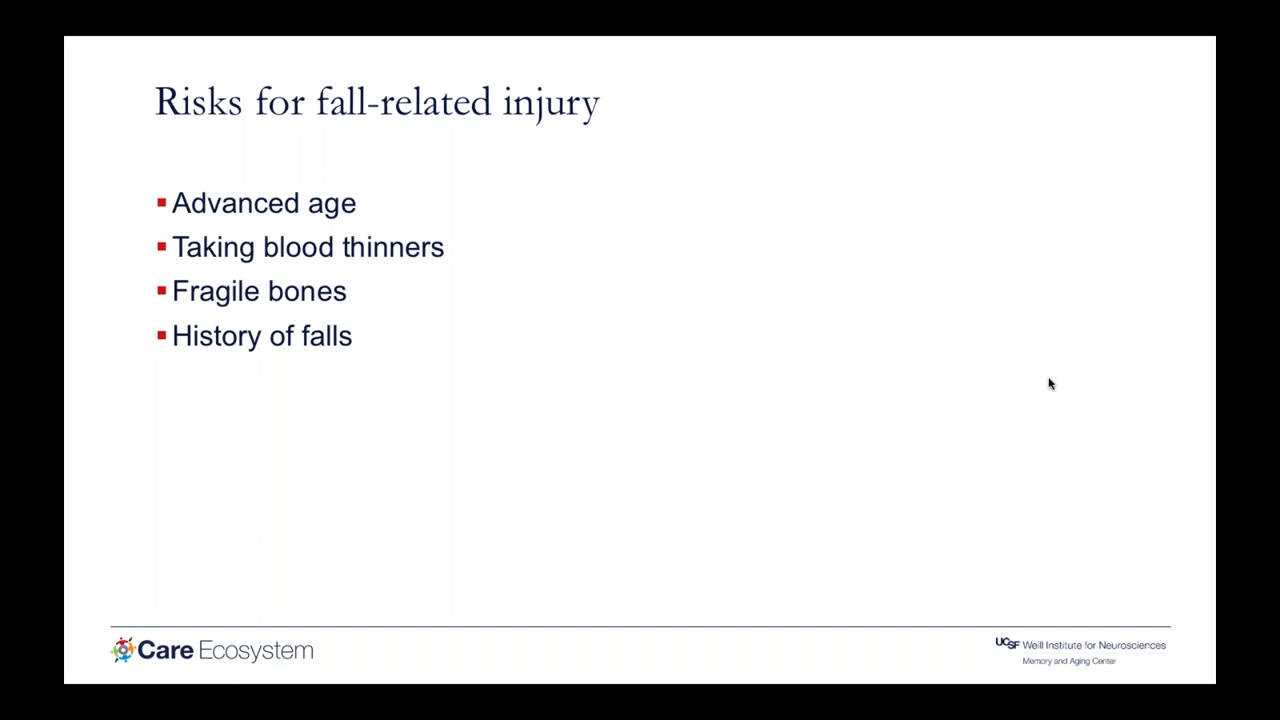 Risks for fall-related injury
Advanced age
Taking blood thinners
Fragile bones
History of falls
Care Ecosystem
UCSF Weill Institute for Neurosciences
Memory and Aging Center